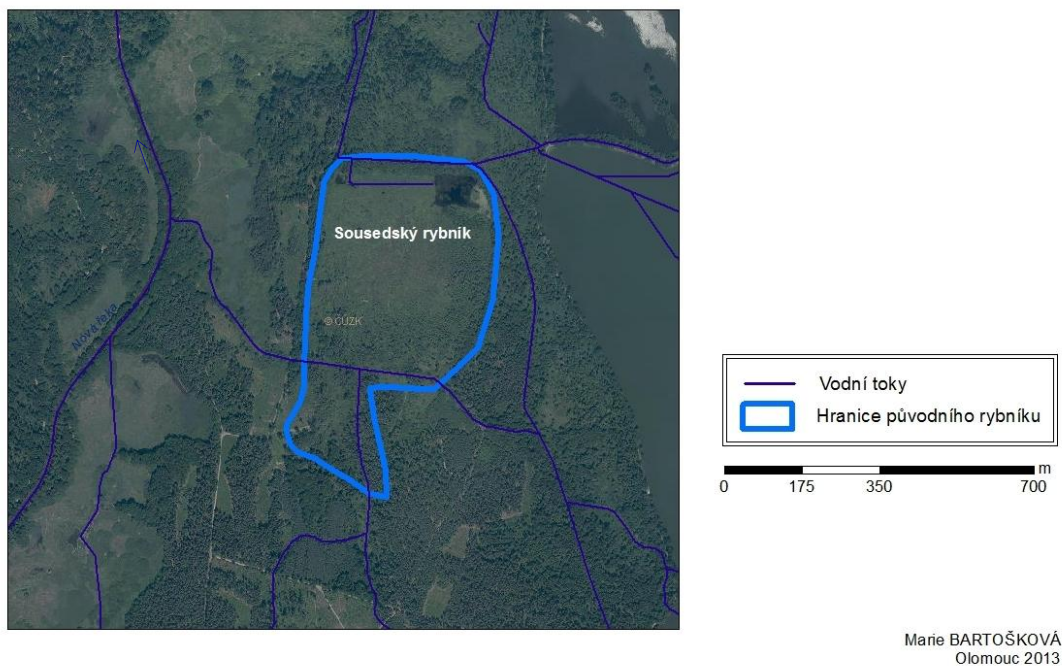 Sousedský rybník
© ČÚZK
Nová řeka
Vodní toky
Hranice původního rybníku
m
0 175 350 700
Marie BARTOŠKOVÁ
Olomouc 2013